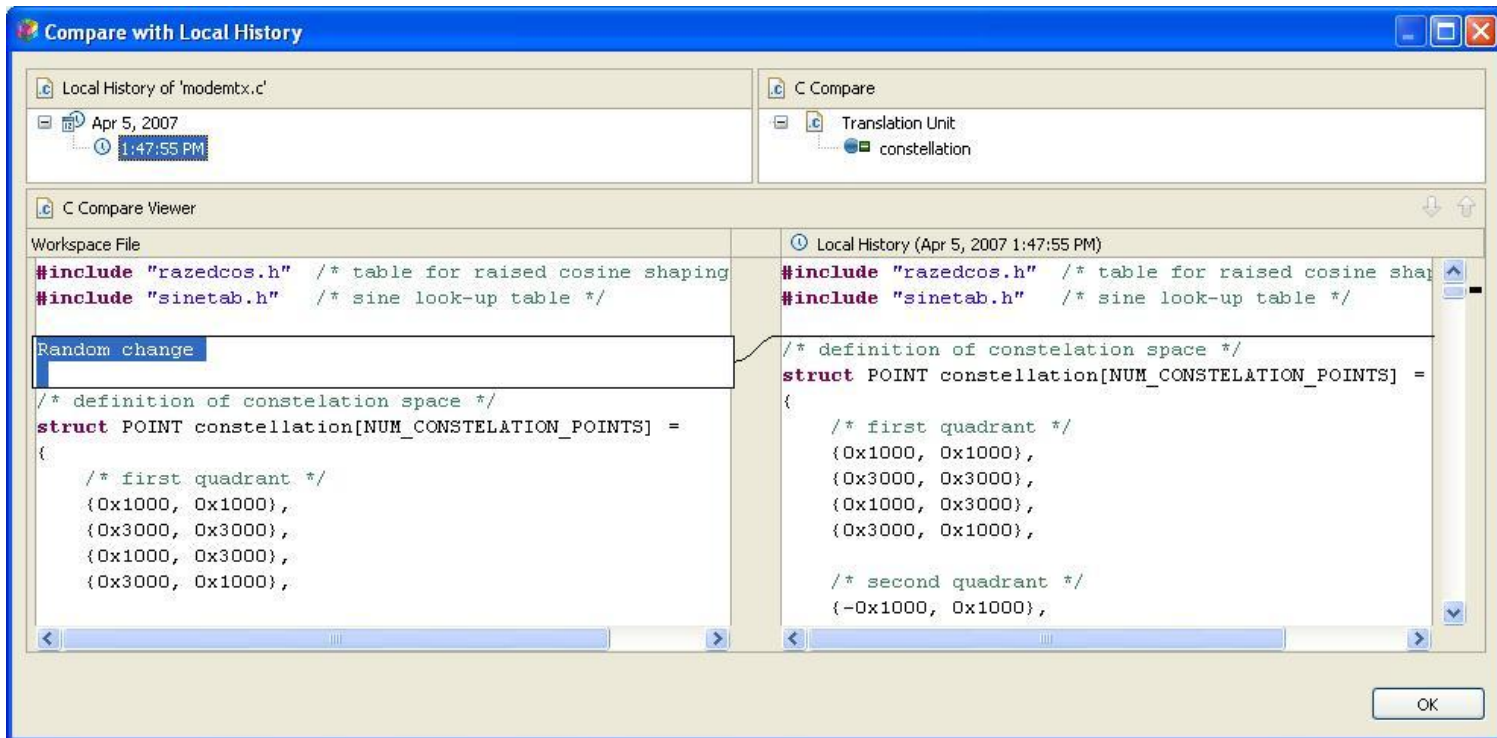 Compare with Local History
Local History of 'modemtx.c'
C Compare
Apr 5, 2007
1:47:55 PM
Translation Unit
constellation
C Compare Viewer
Workspace File
#include "razedcos.h"  /* table for raised cosine shaping
#include "sinetab.h"   /* sine look-up table */
Random change
/* definition of constelation space */
struct POINT constellation[NUM_CONSTELATION_POINTS] =
{
/* first quadrant */
{0x1000, 0x1000},
{0x3000, 0x3000},
{0x1000, 0x3000},
{0x3000, 0x1000},
Local History (Apr 5, 2007 1:47:55 PM)
#include "razedcos.h"  /* table for raised cosine shap
#include "sinetab.h"   /* sine look-up table */
/* definition of constelation space */
struct POINT constellation[NUM_CONSTELATION_POINTS] =
{
/* first quadrant */
{0x1000, 0x1000},
{0x3000, 0x3000},
{0x1000, 0x3000},
{0x3000, 0x1000},
/* second quadrant */
{-0x1000, 0x1000},
OK